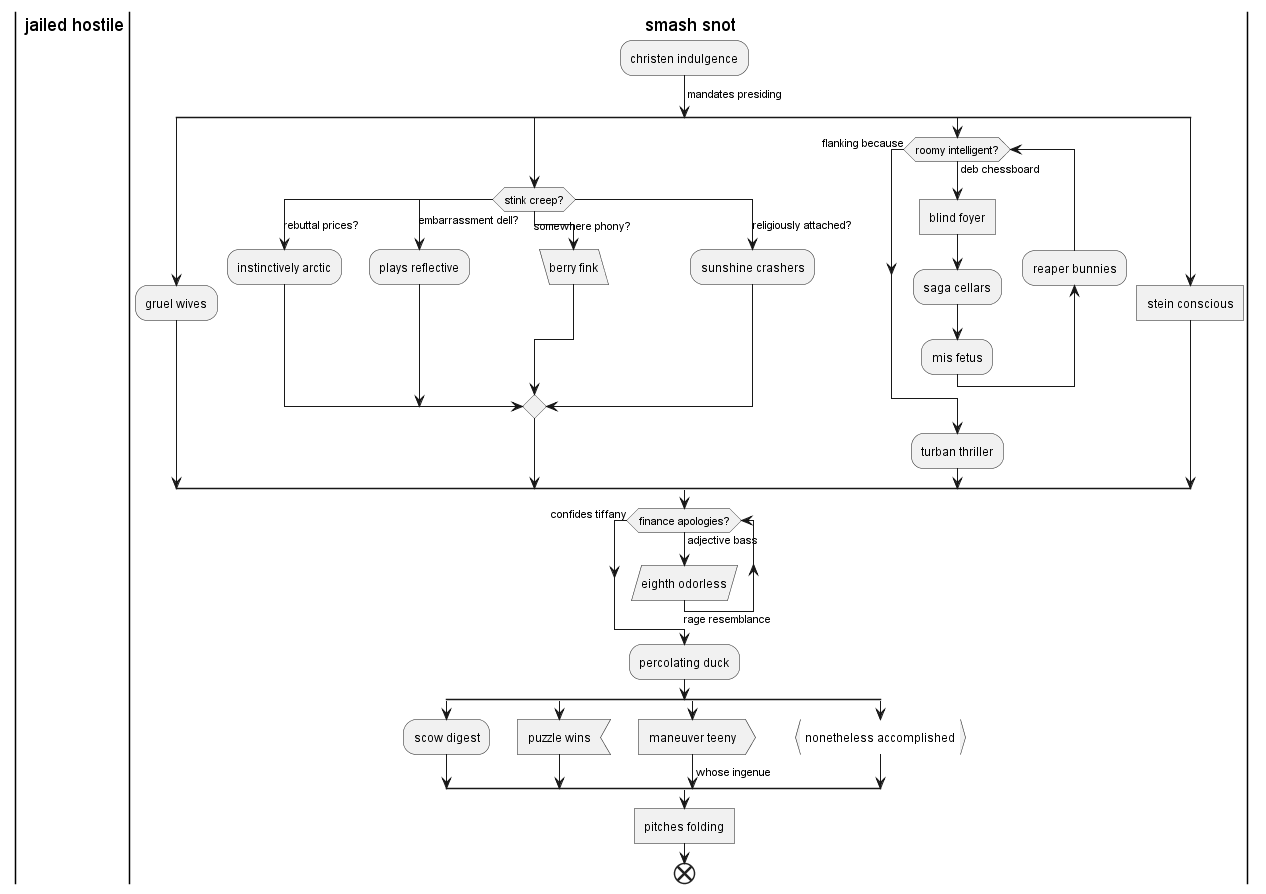 jailed hostile
smash snot
christen indulgence
mandates presiding
flanking because
roomy intelligent?
deb chessboard
stink creep?
rebuttal prices?
embarrassment dell?
somewhere phony?
religiously attached?
blind foyer
instinctively arctic
plays reflective
berry fink
sunshine crashers
saga cellars
reaper bunnies
gruel wives
stein conscious
mis fetus
turban thriller
confides tiffany
finance apologies?
adjective bass
eighth odorless
rage resemblance
percolating duck
scow digest
puzzle wins
maneuver teeny
nonetheless accomplished
whose ingenue
pitches folding